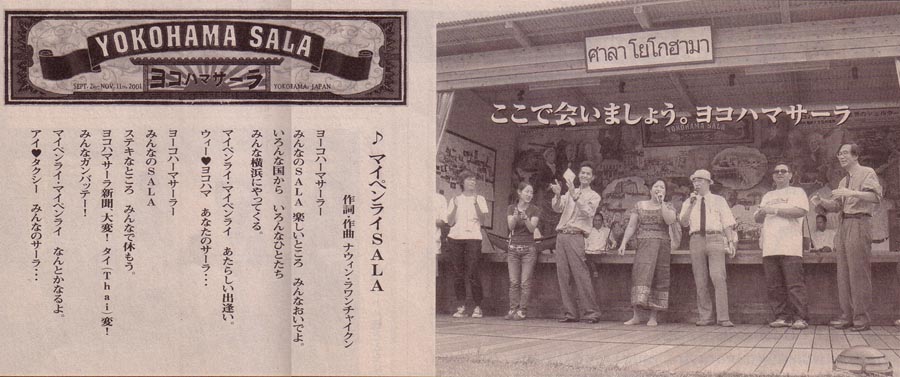 YOKOHAMA SALA
SEPT. 2nd- NOV. 11th, 2001
ヨコハマサーラ
YOKOHAMA, JAPAN
♪ マイペンライSALA
作詞・作曲 ナウィン・ラワンチャイクン
ヨーコハーマサーラー
みんなのSALA 楽しいところ みんなおいでよ。
いろんな国から いろんなひとたち
みんな横浜にやってくる。
マイペンライ・マイペンライ あたらしい出逢い。
ウィー♥ヨコハマ あなたのサーラ・・・
ヨーコハーマサーラー
みんなのSALA
ステキなところ みんなで休もう。
ヨコハマサーラ新聞 大変！タイ(Thai)変！
みんなガンバッテー！
マイペンライ・マイペンライ なんとかなるよ。
アイ♥タクシー みんなのサーラ・・・
ศาลา โยโกฮามา
ここで会いましょう。ヨコハマサーラ
YOKOHAMA SALA